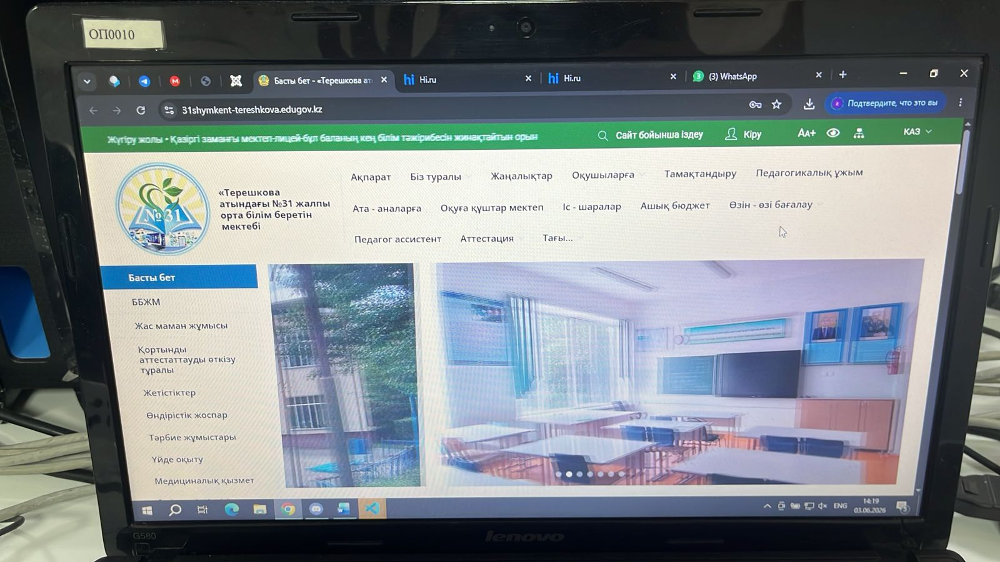 ОП0010
Басты бет - «Терешкова ат
Hi.ru
Hi.ru
(3) WhatsApp
31shymkent-tereshkova.edugov.kz
Подтвердите, что это вы
Жүгіру жолы • Қазіргі заманғы мектеп-лицей-бұл баланың кең білім тәжірибесін жинақтайтын орын
Сайт бойынша іздеу
Кіру
AA+
ҚАЗ
№31
«Терешкова
атындағы №31 жалпы
орта білім беретін
мектебі
Ақпарат Біз туралы Жаңалықтар Оқушыларға Тамақтандыру Педагогикалық ұжым
Ата - аналарға Оқуға құштар мектеп Іс - шаралар Ашық бюджет Өзін - өзі бағалау
Педагог ассистент Аттестация Тағы...
Басты бет
ББЖМ
Жас маман жұмысы
Қортынды
аттестаттауды өткізу
тұралы
Жетістіктер
Өндірістік жоспар
Тәрбие жұмыстары
Үйде оқыту
Медициналық қызмет
ENG
14:19
03.06.2026
G580
lenovo